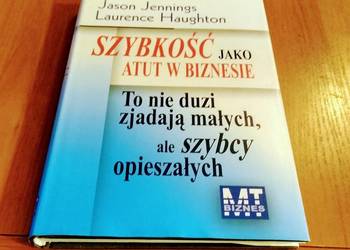 Jason Jennings
Laurence Haughton
SZYBKOŚĆ JAKO
ATUT W BIZNESIE
To nie duzi
zjadają małych,
ale szybcy
opieszałych
MT
BIZNES